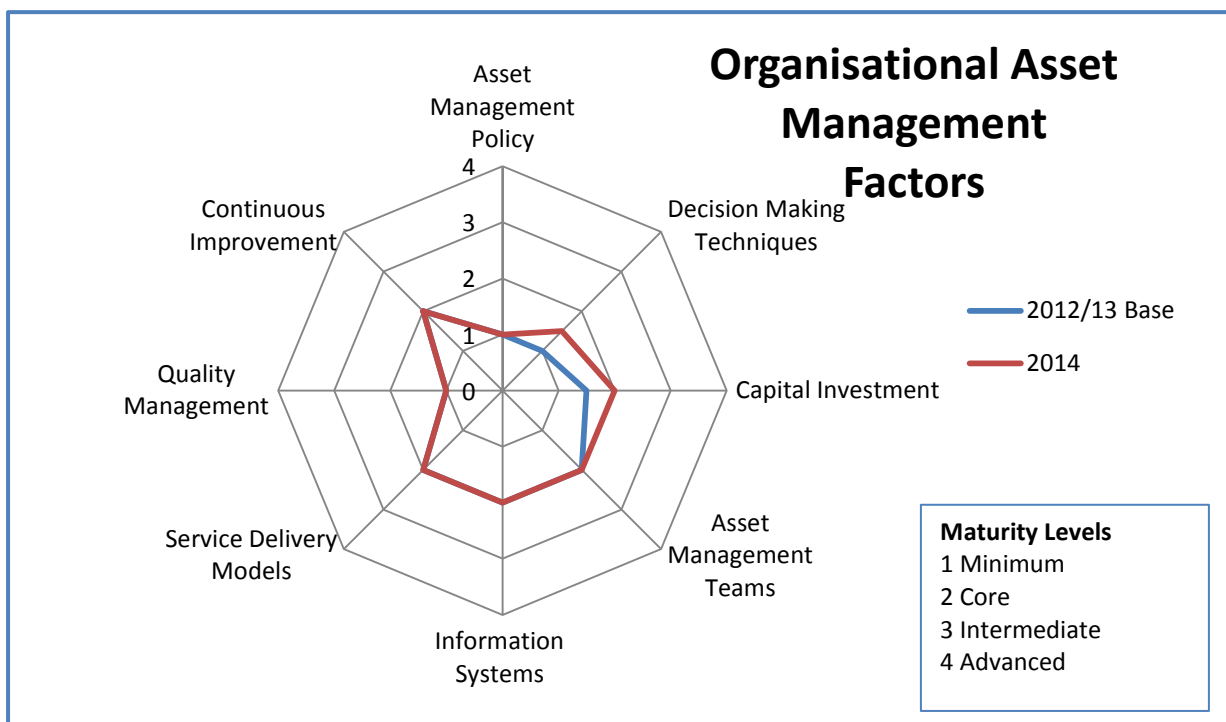 Organisational Asset
Management
Factors
Asset
Management
Policy
4
3
2
1
0
Decision Making
Techniques
Capital Investment
Asset
Management
Teams
Information
Systems
Service Delivery
Models
Quality
Management
Continuous
Improvement
2012/13 Base
2014
Maturity Levels
1 Minimum
2 Core
3 Intermediate
4 Advanced